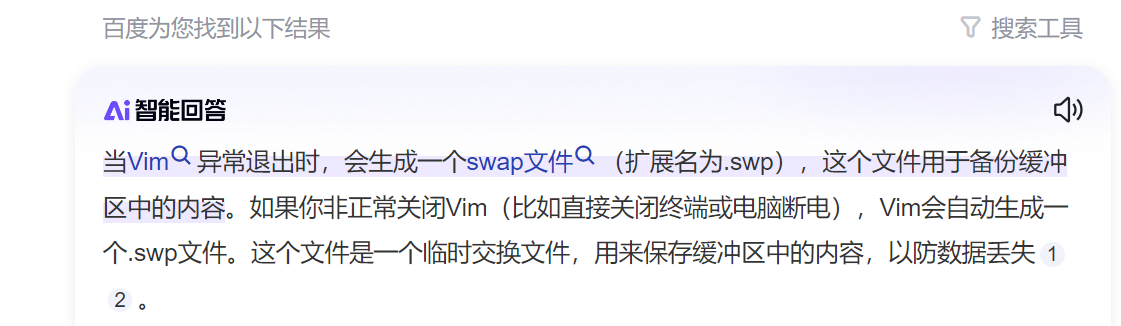 百度为您找到以下结果
搜索工具
Ai智能回答
当Vim 异常退出时，会生成一个swap文件 （扩展名为.swp），这个文件用于备份缓冲
区中的内容。如果你非正常关闭Vim（比如直接关闭终端或电脑断电），Vim会自动生成一
个.swp文件。这个文件是一个临时交换文件，用来保存缓冲区中的内容，以防数据丢失 1
2 。